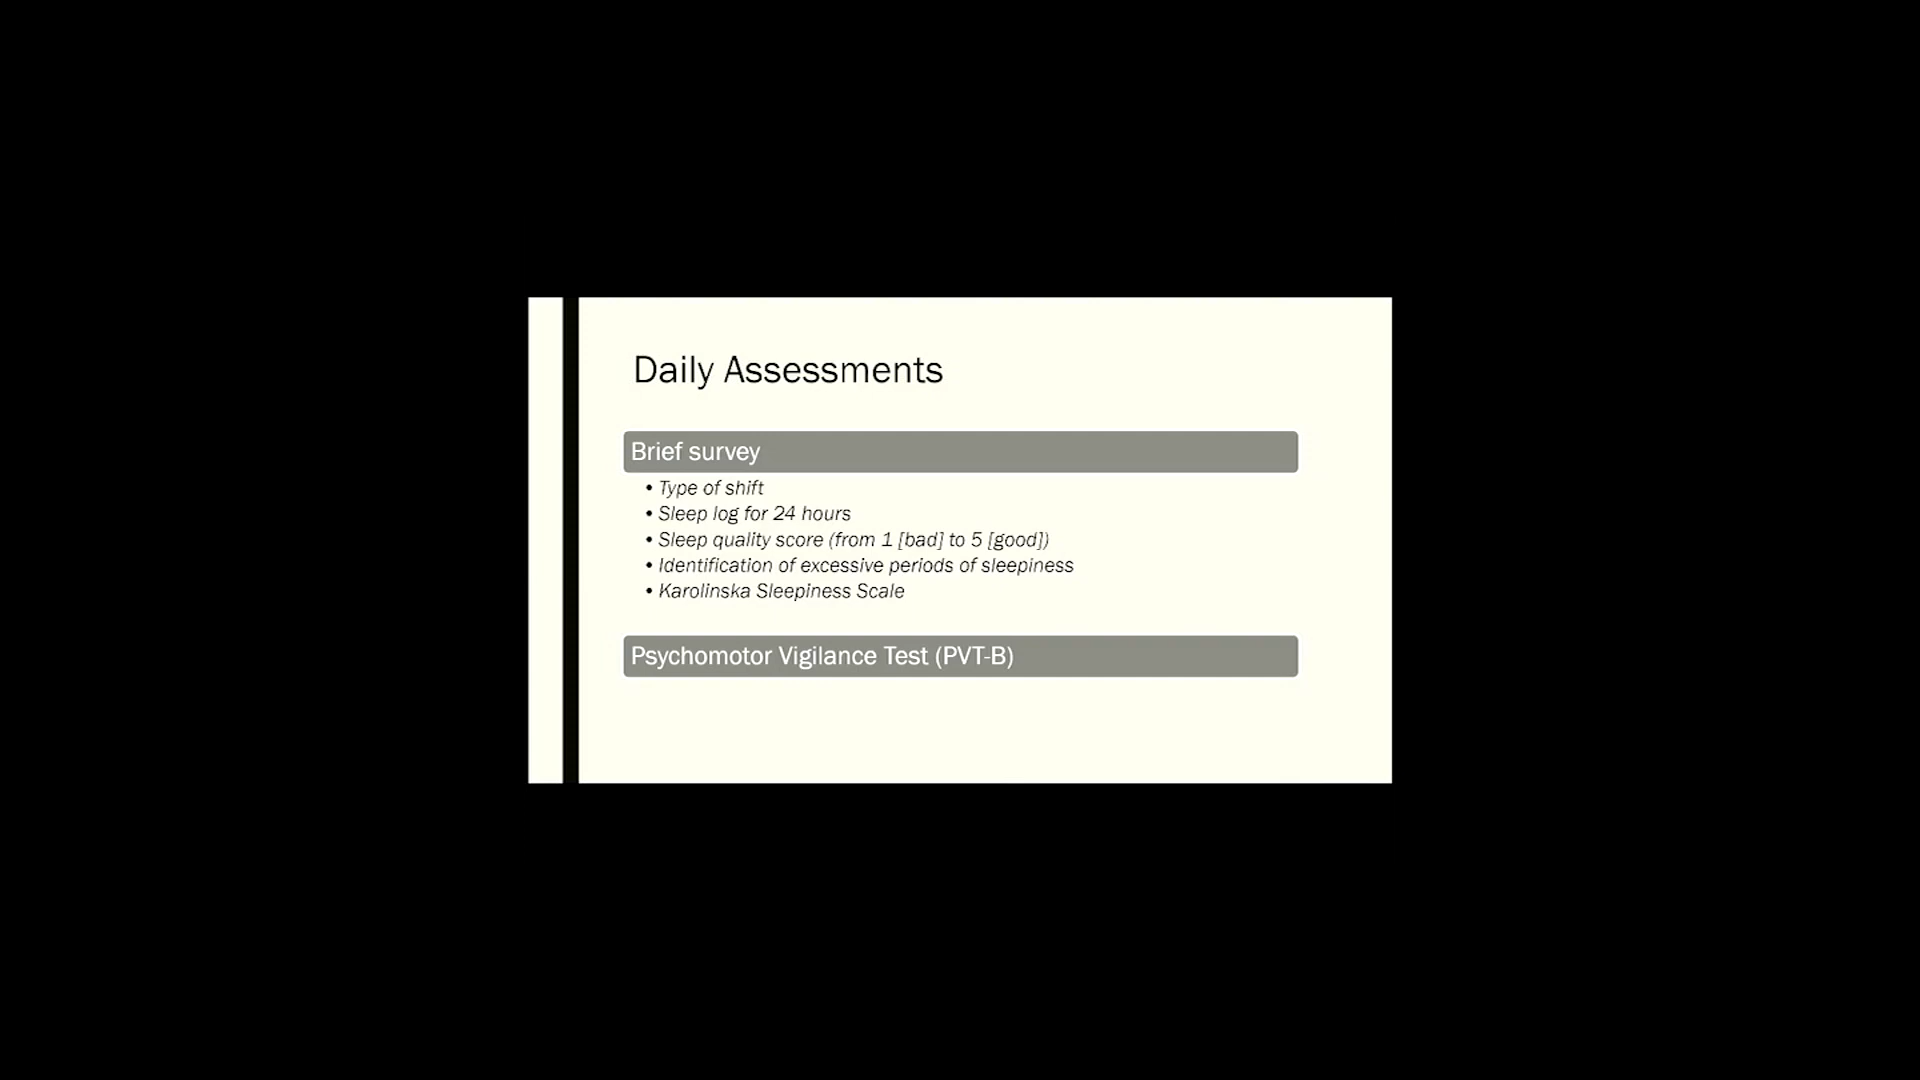 Daily Assessments
Brief survey
• Type of shift
• Sleep log for 24 hours
• Sleep quality score (from 1 [bad] to 5 [good])
• Identification of excessive periods of sleepiness
• Karolinska Sleepiness Scale
Psychomotor Vigilance Test (PVT-B)